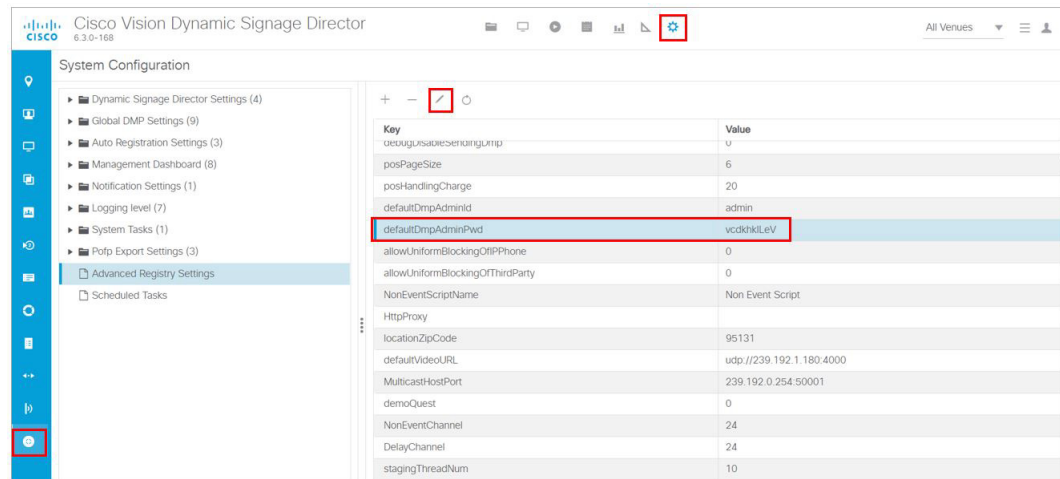 CISCO
Cisco Vision Dynamic Signage Director
6.3.0-168
All Venues
System Configuration
Dynamic Signage Director Settings (4)
Global DMP Settings (9)
Auto Registration Settings (3)
Management Dashboard (8)
Notification Settings (1)
Logging level (7)
System Tasks (1)
Pofp Export Settings (3)
Advanced Registry Settings
Scheduled Tasks
Key Value
debugDisableSendingDmp 0
posPageSize 6
posHandlingCharge 20
defaultDmpAdminId admin
defaultDmpAdminPwd vcdkhklLeV
allowUniformBlockingOfIPPhone 0
allowUniformBlockingOfThirdParty 0
NonEventScriptName Non Event Script
HttpProxy
locationZipCode 95131
defaultVideoURL udp://239.192.1.180:4000
MulticastHostPort 239.192.0.254:50001
demoQuest 0
NonEventChannel 24
DelayChannel 24
stagingThreadNum 10